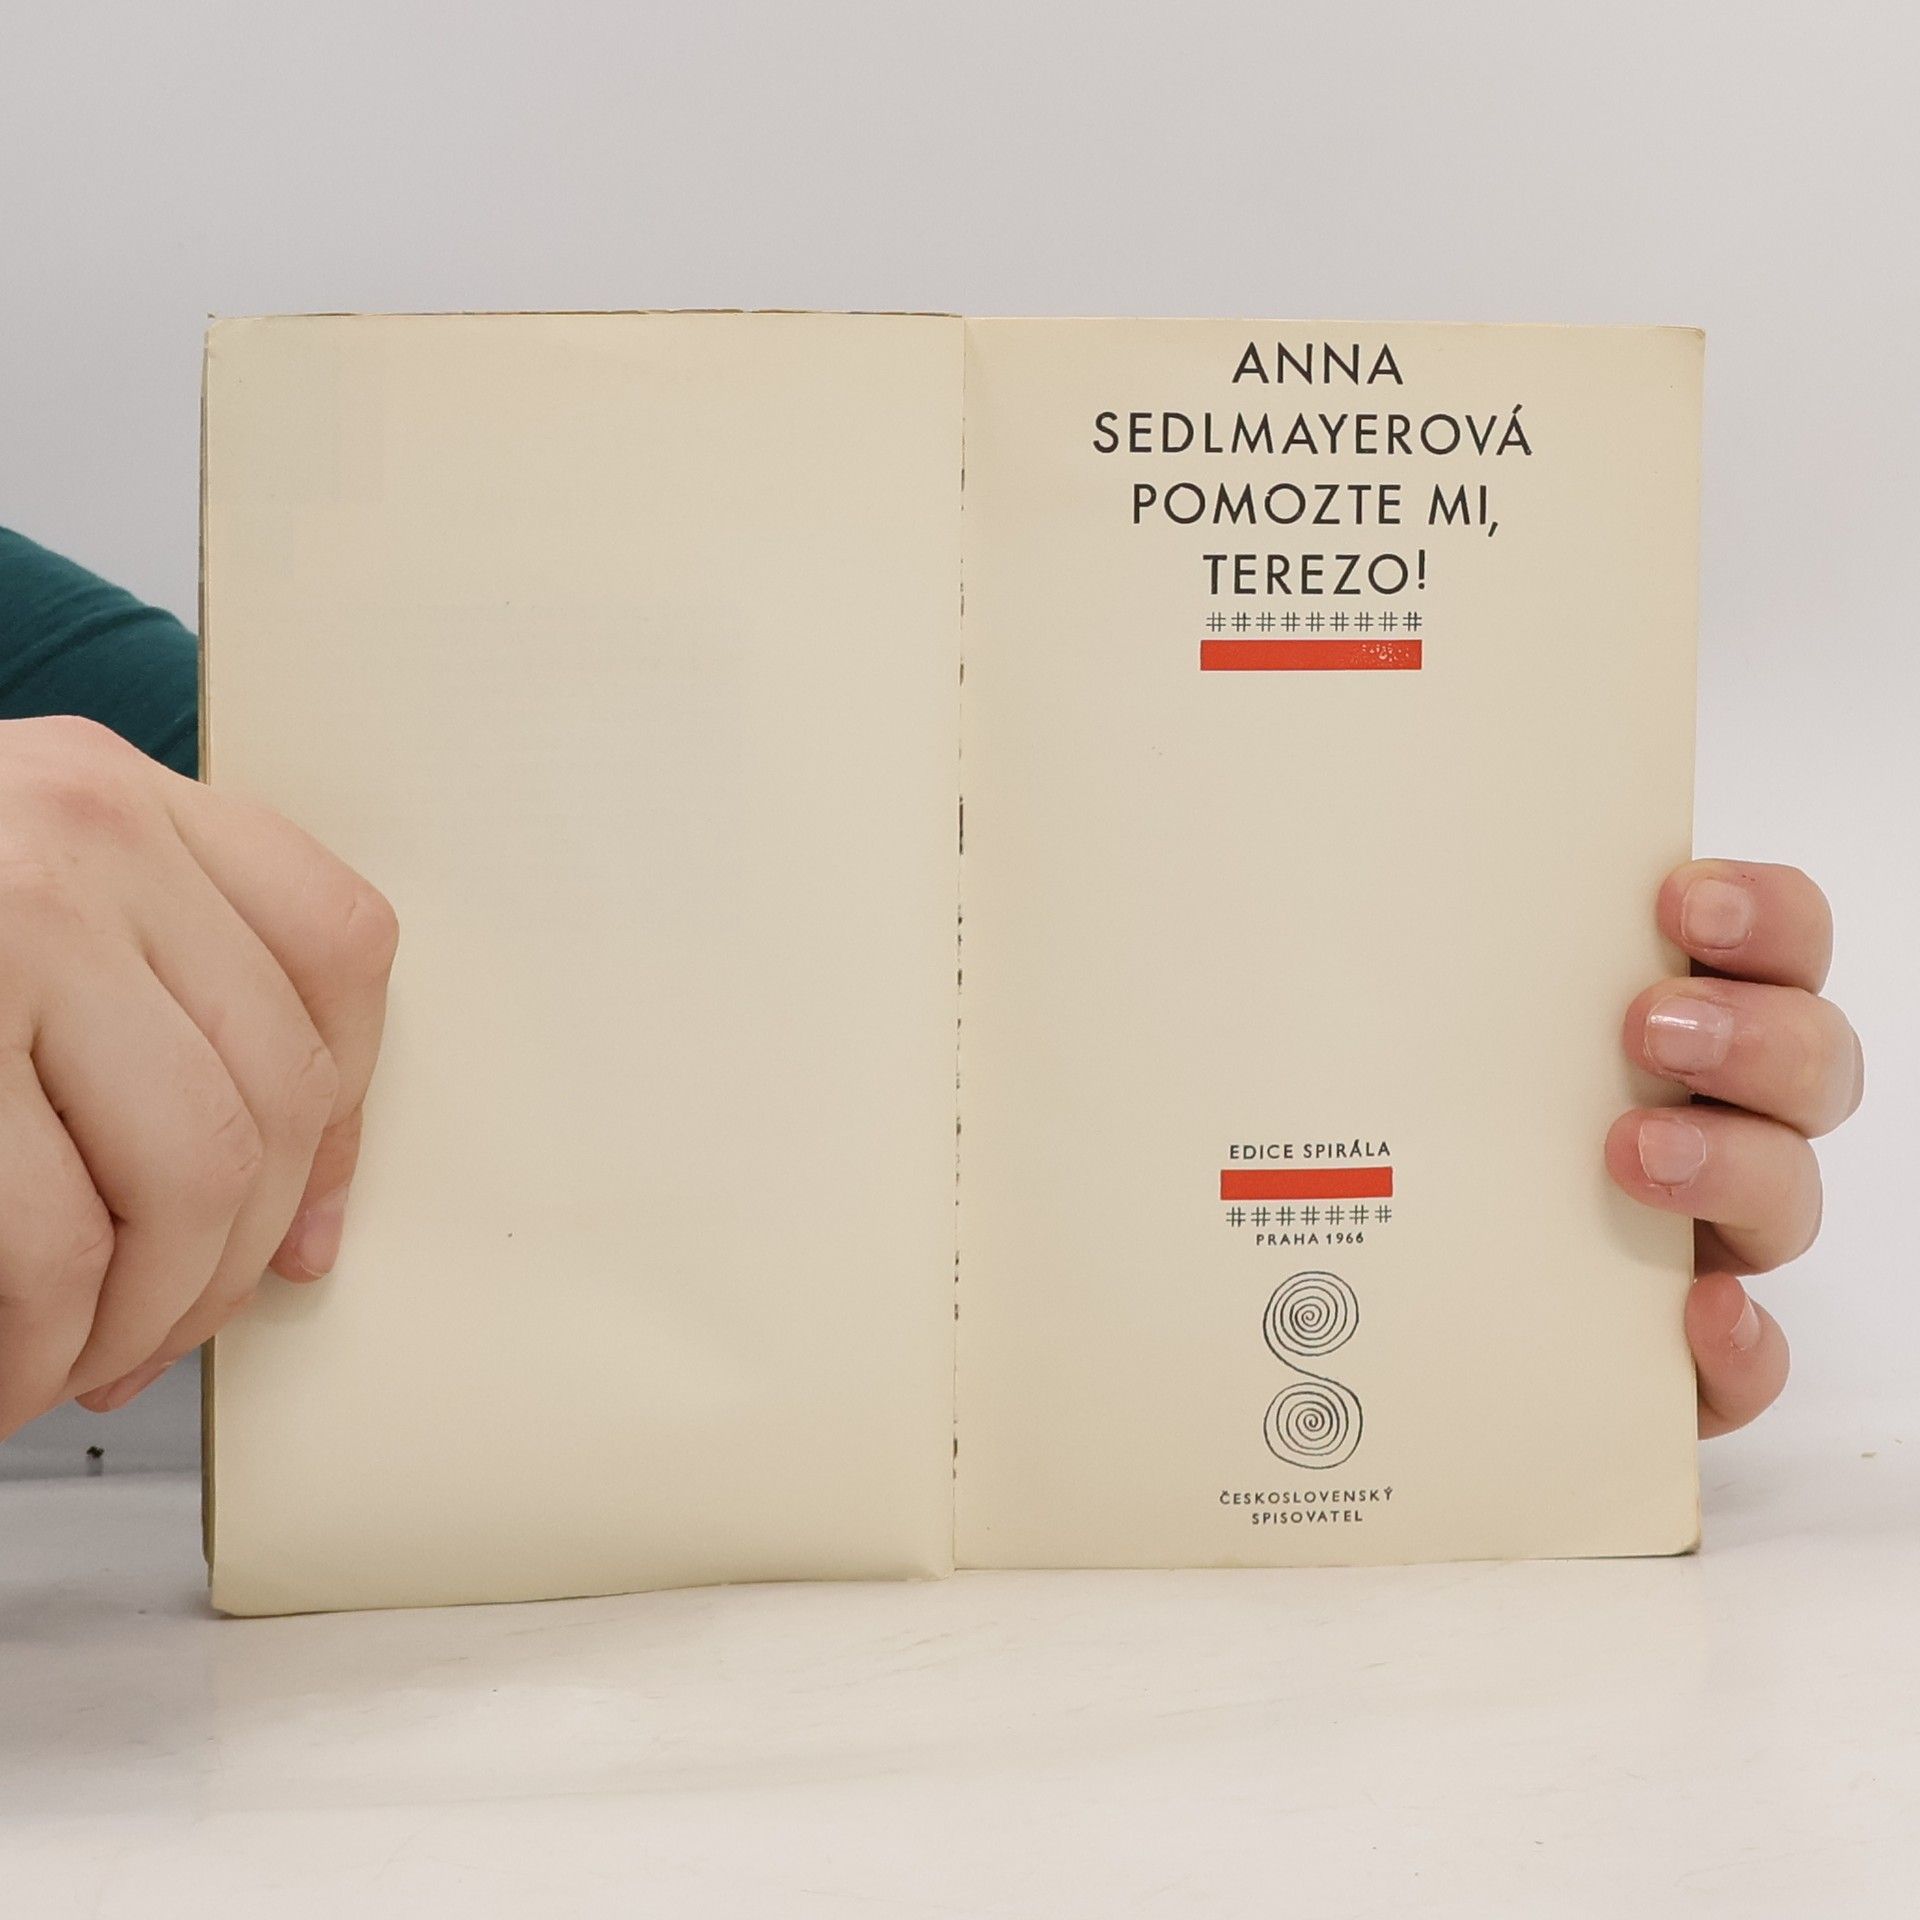 ANNA
SEDLMAYEROVÁ
POMOZTE MI,
TEREZO!
#########
EDICE SPIRÁLA
#######
PRAHA 1966
ČESKOSLOVENSKÝ
SPISOVATEL